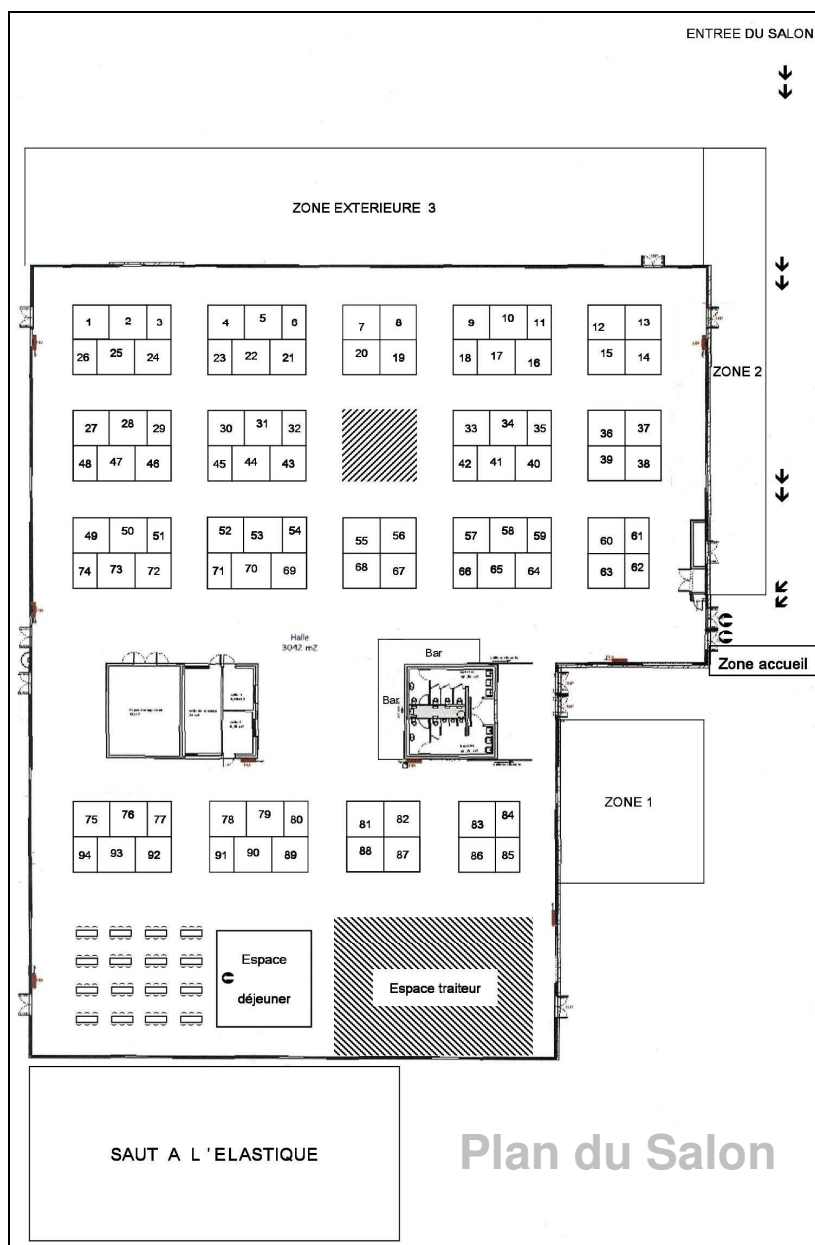 ENTREE DU SALON
ZONE EXTERIEURE 3
1 2 3 4 5 6 7 8 9 10 11 12 13
26 25 24 23 22 21 20 19 18 17 16 15 14
ZONE 2
27 28 29 30 31 32 33 34 35 36 37
48 47 46 45 44 43 42 41 40 39 38
49 50 51 52 53 54 55 56 57 58 59 60 61
74 73 72 71 70 69 68 67 66 65 64 63 62
Halle
3042 m2
Bar
Zone accueil
Bar
ZONE 1
75 76 77 78 79 80 81 82 83 84
94 93 92 91 90 89 88 87 86 85
Espace
déjeuner
Espace traiteur
SAUT A L'ELASTIQUE
Plan du Salon